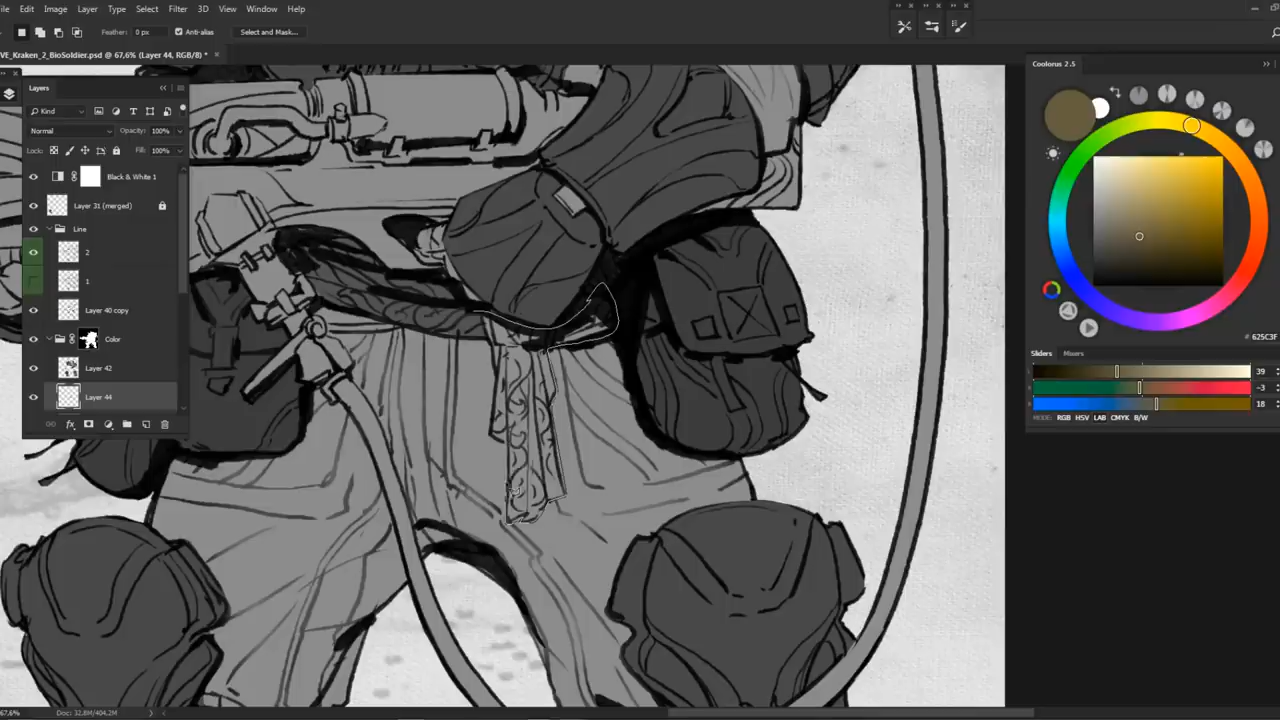 File Edit Image Layer Type Select Filter 3D View Window Help
Feather: 0 px Anti-alias Select and Mask...
VE_Kraken_2_BioSoldier.psd @ 67,6% (Layer 44, RGB/8) *
Layers
Kind
Normal Opacity: 100%
Lock: Fill: 100%
Black & White 1
Layer 31 (merged)
Line
2
1
Layer 40 copy
Color
Layer 42
Layer 44
fx
Coolorus 2.5
# 625C3F
Sliders Mixers
39
-3
18
MODE: RGB HSV LAB CMYK B/W
67.6% Doc: 32.8M/404.2M